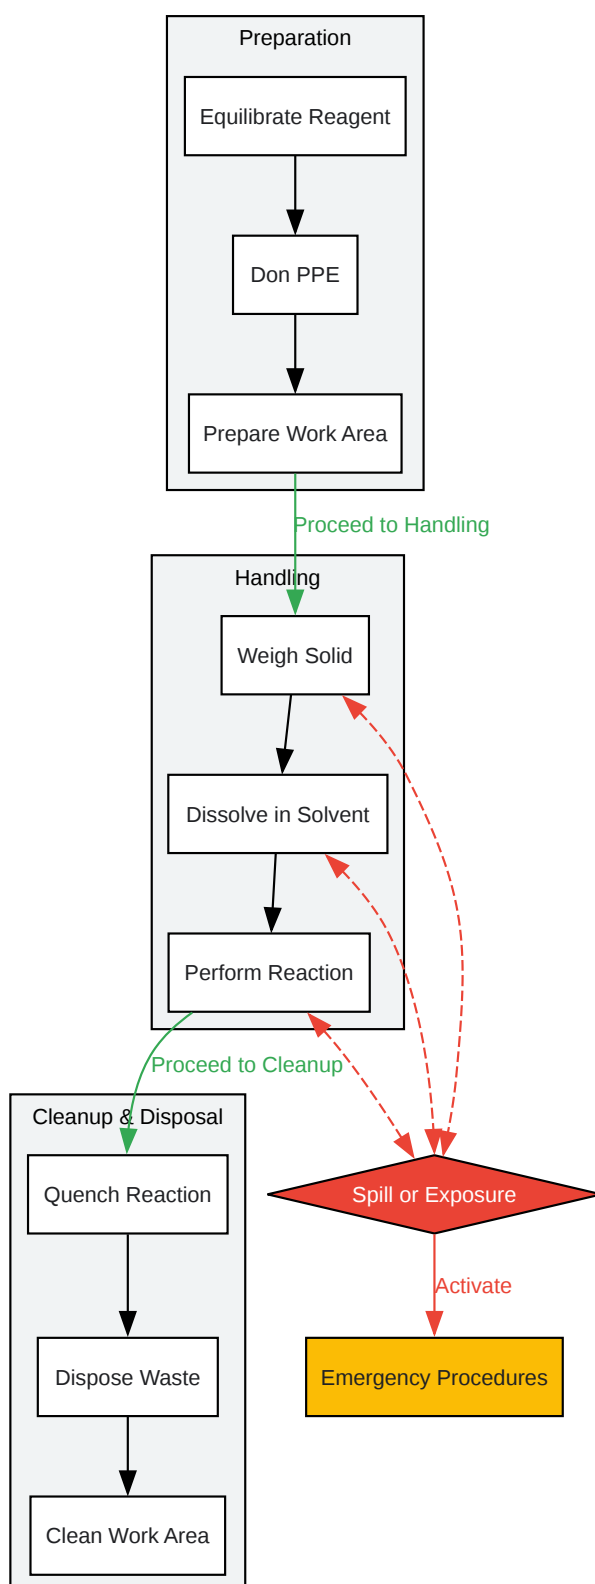 Preparation
Equilibrate Reagent
Don PPE
Prepare Work Area
Proceed to Handling
Handling
Weigh Solid
Dissolve in Solvent
Perform Reaction
Proceed to Cleanup
Cleanup & Disposal
Quench Reaction
Spill or Exposure
Activate
Dispose Waste
Emergency Procedures
Clean Work Area